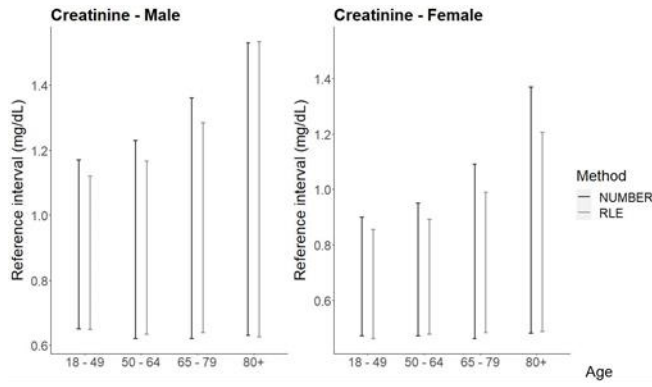 Creatinine - Male
Reference interval (mg/dL)
1.4
1.2
1.0
0.8
0.6
18 - 49 50 - 64 65 - 79 80+
Creatinine - Female
Reference interval (mg/dL)
1.4
1.2
1.0
0.8
0.6
18 - 49 50 - 64 65 - 79 80+
Method
NUMBER
RLE
Age